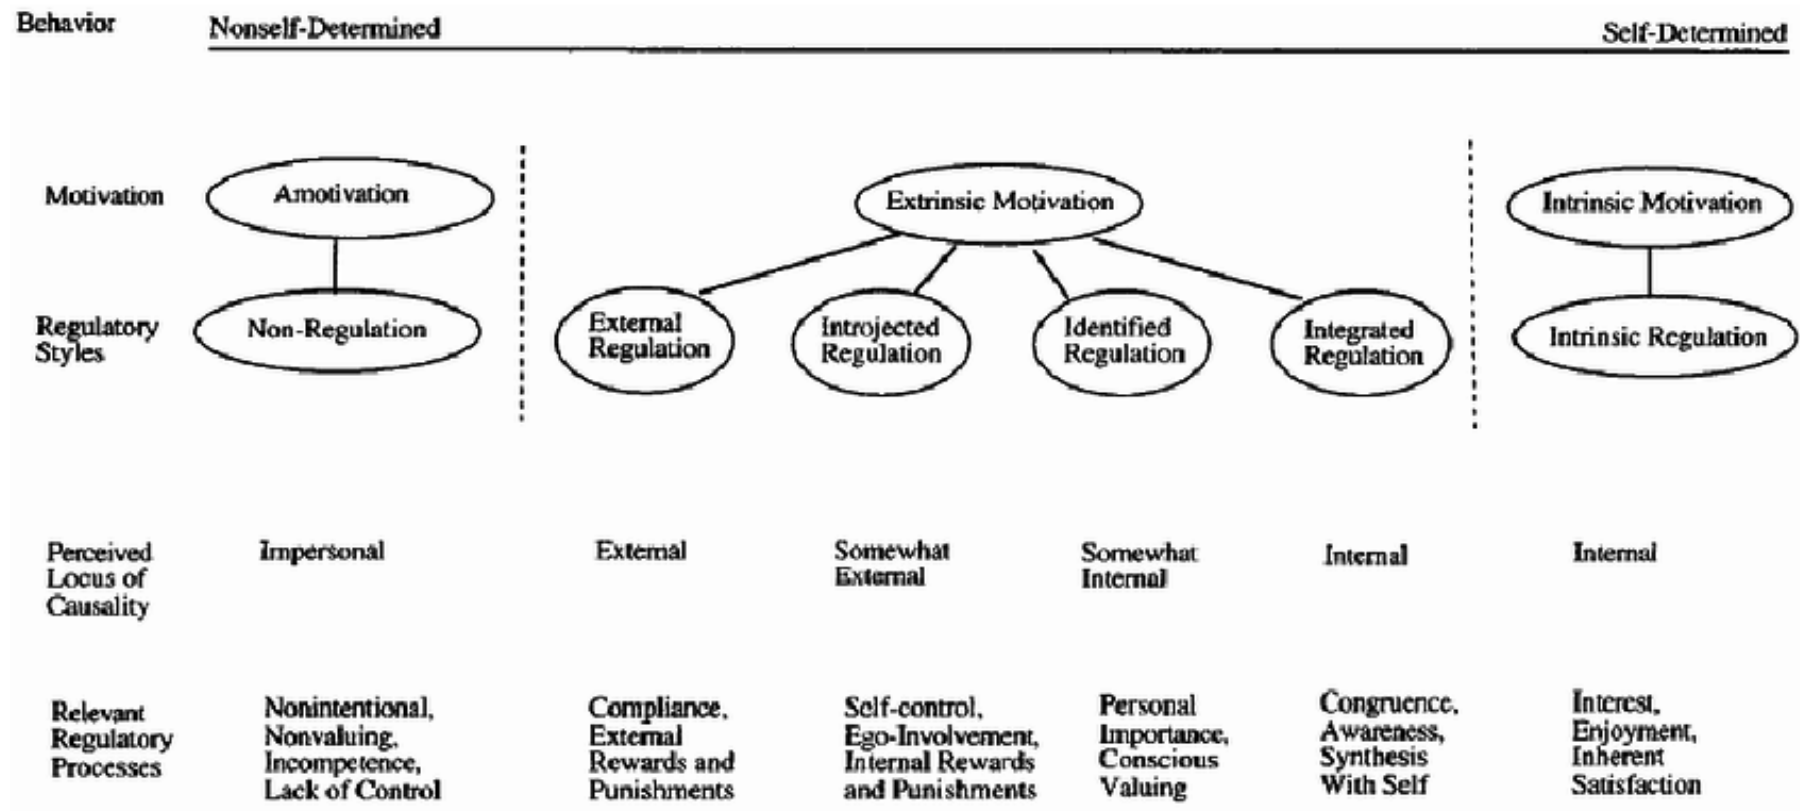 Behavior
Nonself-Determined
Self-Determined
Motivation
Amotivation
Extrinsic Motivation
Intrinsic Motivation
Regulatory
Styles
Non-Regulation
External
Regulation
Introjected
Regulation
Identified
Regulation
Integrated
Regulation
Intrinsic Regulation
Perceived
Locus of
Causality
Impersonal
External
Somewhat
External
Somewhat
Internal
Internal
Internal
Relevant
Regulatory
Processes
Nonintentional,
Nonvaluing,
Incompetence,
Lack of Control
Compliance,
External
Rewards and
Punishments
Self-control,
Ego-Involvement,
Internal Rewards
and Punishments
Personal
Importance,
Conscious
Valuing
Congruence,
Awareness,
Synthesis
With Self
Interest,
Enjoyment,
Inherent
Satisfaction